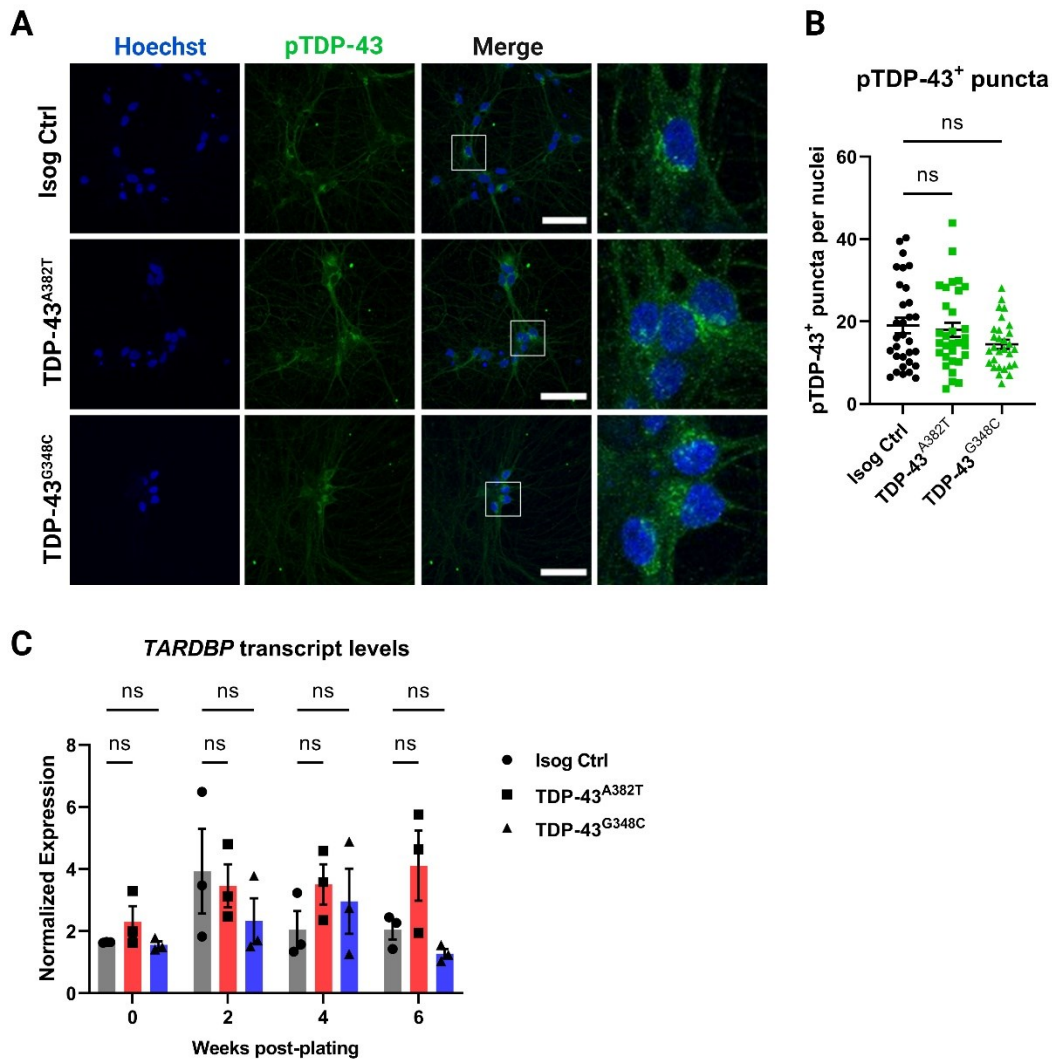 A
Hoechst
pTDP-43
Merge
Isog Ctrl
TDP-43A382T
TDP-43G348C
B
pTDP-43+ puncta
ns
ns
pTDP-43+ puncta per nuclei
60
40
20
0
Isog Ctrl
TDP-43A382T
TDP-43G348C
C
TARDBP transcript levels
ns ns ns ns
ns ns ns ns
Normalized Expression
8
6
4
2
0
0 2 4 6
Weeks post-plating
Isog Ctrl
TDP-43A382T
TDP-43G348C